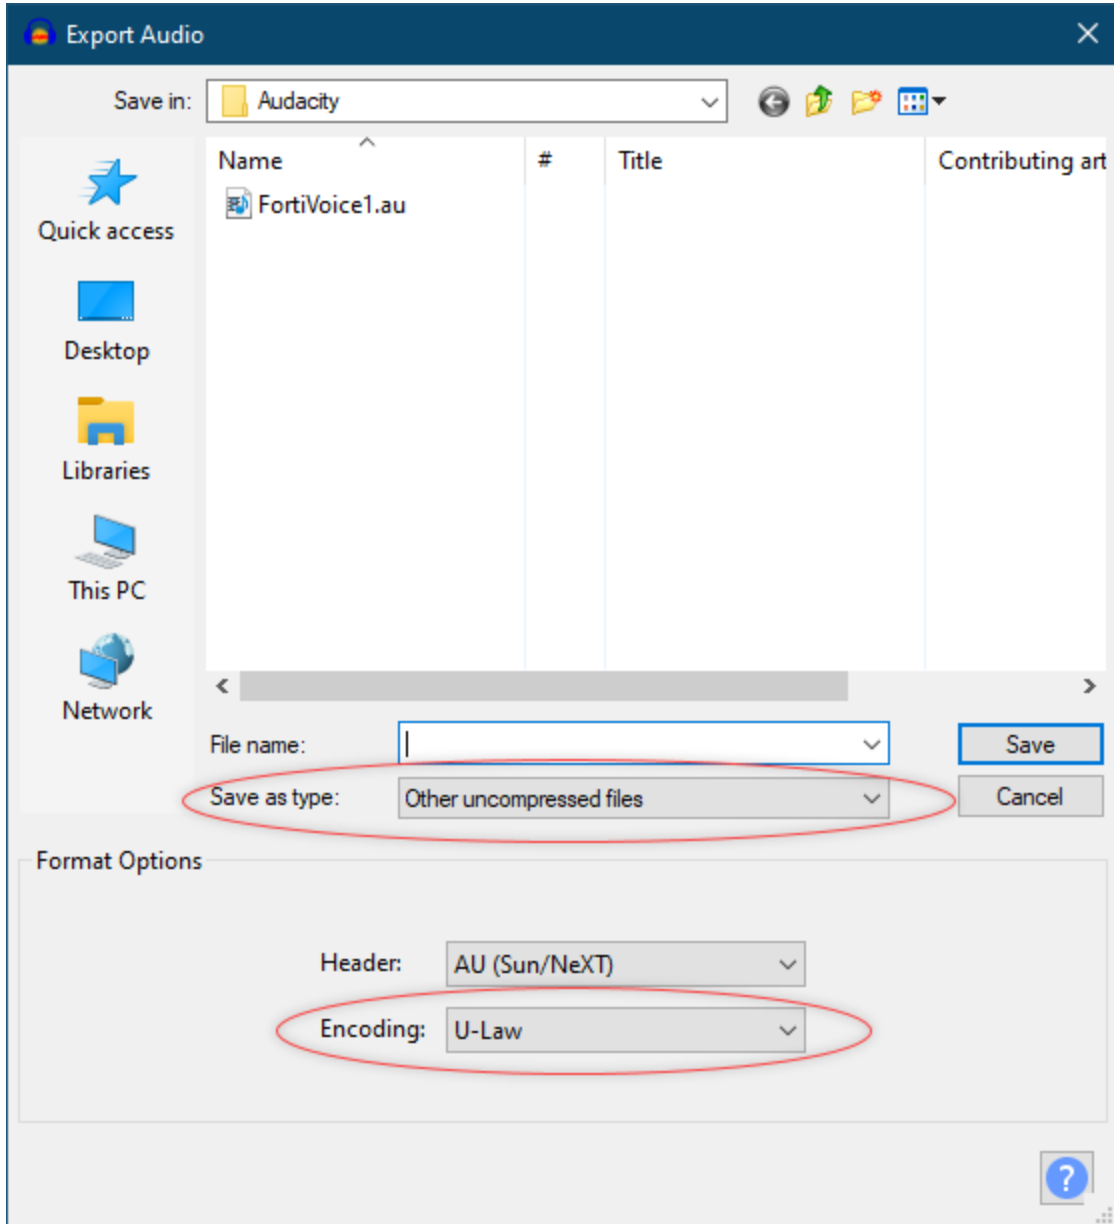 Export Audio
Save in: Audacity
Name # Title Contributing art
FortiVoice1.au
Quick access
Desktop
Libraries
This PC
Network
File name: Save
Save as type: Other uncompressed files Cancel
Format Options
Header: AU (Sun/NeXT)
Encoding: U-Law
?